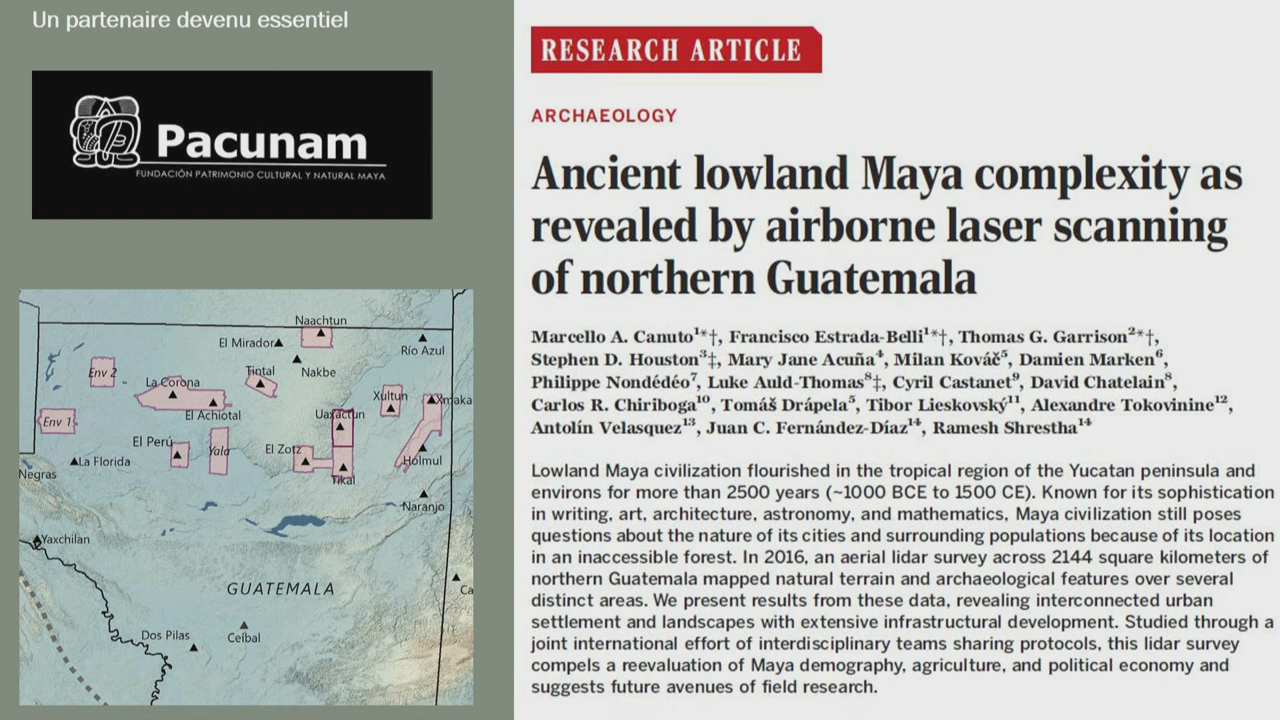 Un partenaire devenu essentiel
Pacunam
FUNDACIÓN PATRIMONIO CULTURAL Y NATURAL MAYA
Naachtun
El Mirador
Río Azul
Nakbe
Tintal
Env 2
La Corona
Xultun
Xmaka
El Achiotal
Uaxactun
Env 1
El Perú
Yala
El Zotz
La Florida
Holmul
Negras
Tikal
Naranjo
Yaxchilan
GUATEMALA
Ca
Dos Pilas
Ceibal
RESEARCH ARTICLE
ARCHAEOLOGY
Ancient lowland Maya complexity as
revealed by airborne laser scanning
of northern Guatemala
Marcello A. Canuto¹*†, Francisco Estrada-Belli¹*†, Thomas G. Garrison²*†,
Stephen D. Houston³‡, Mary Jane Acuña⁴, Milan Kováč⁵, Damien Marken⁶,
Philippe Nondédéo⁷, Luke Auld-Thomas⁸‡, Cyril Castanet⁹, David Chatelain⁸,
Carlos R. Chiriboga¹⁰, Tomáš Drápela⁵, Tibor Lieskovský¹¹, Alexandre Tokovinine¹²,
Antolín Velasquez¹³, Juan C. Fernández-Díaz¹⁴, Ramesh Shrestha¹⁴
Lowland Maya civilization flourished in the tropical region of the Yucatan peninsula and
environs for more than 2500 years (~1000 BCE to 1500 CE). Known for its sophistication
in writing, art, architecture, astronomy, and mathematics, Maya civilization still poses
questions about the nature of its cities and surrounding populations because of its location
in an inaccessible forest. In 2016, an aerial lidar survey across 2144 square kilometers of
northern Guatemala mapped natural terrain and archaeological features over several
distinct areas. We present results from these data, revealing interconnected urban
settlement and landscapes with extensive infrastructural development. Studied through a
joint international effort of interdisciplinary teams sharing protocols, this lidar survey
compels a reevaluation of Maya demography, agriculture, and political economy and
suggests future avenues of field research.